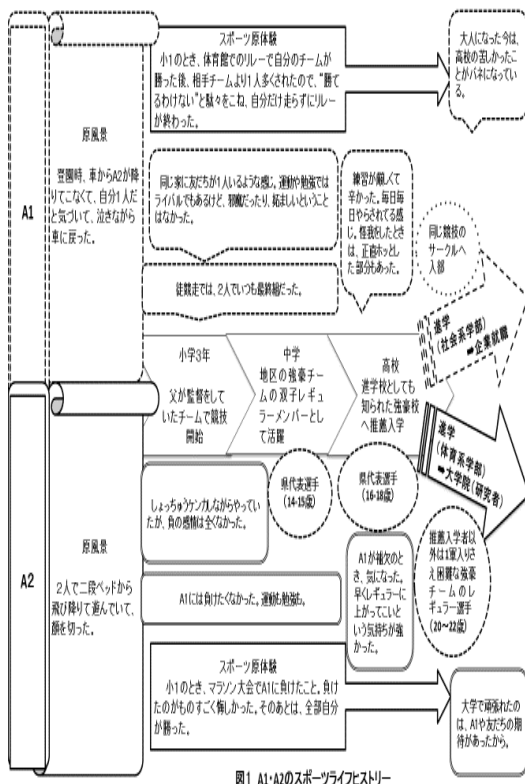 A1
原風景
登園時、車からA2が降
りてこなくて、自分1人だ
と気づいて、泣きながら
車に戻った。
スポーツ原体験
小1のとき、体育館でのリレーで自分のチームが
勝った後、相手チームより1人多くされたので、“勝て
るわけない”と駄々をこね、自分だけ走らずにリレー
が終わった。
大人になった今は、
高校の苦しかったこ
とがバネになってい
る。
同じ家に友だちが1人いるような感じ。運動や勉強では
ライバルでもあるけど、邪魔だったり、妬ましいということ
はなかった。
徒競走では、2人でいつも最終組だった。
練習が厳しくて
辛かった。毎日毎
日やらされてる感
じ。怪我をしたとき
は、正直ホッとし
た部分もあった。
同じ競技の
サークルへ
入部
進学
(社会系学部)
➡企業就職
小学3年
父が監督をして
いたチームで競技
開始
中学
地区の強豪チー
ムの双子レギュ
ラーメンバーとし
て活躍
高校
進学校としても
知られた強豪校
へ推薦入学
進学
(体育系学部)
➡大学院(研究者)
A2
原風景
2人で二段ベッドから
飛び降りて遊んでいて、
顔を切った。
しょっちゅうケンカしながらやってい
たが、負の感情は全くなかった。
県代表選手
(14-15歳)
県代表選手
(16-18歳)
A1には負けたくなかった。運動も勉強も。
A1が補欠のと
き、気になった。
早くレギュラーに
上がってこいと
いう気持ちが強
かった。
推薦入学者以
外は1軍入りさ
え困難な強豪
チームのレ
ギュラー選手
(20～22歳)
スポーツ原体験
小1のとき、マラソン大会でA1に負けたこと。負け
たのがものすごく悔しかった。そのあとは、全部自分
が勝った。
大学で頑張れたの
は、A1や友だちの期
待があったから。
図1 A1・A2のスポーツライフヒストリー